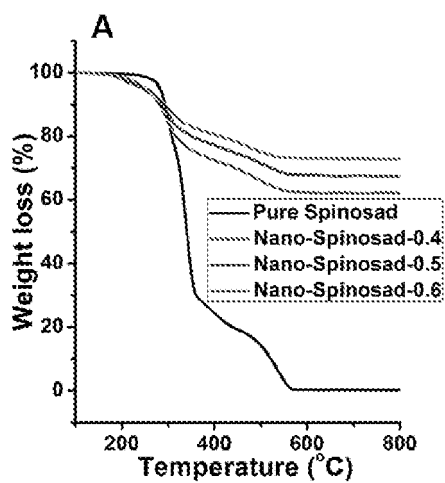 A
100
80
60
40
20
0
Weight loss (%)
Pure Spinosad
Nano-Spinosad-0.4
Nano-Spinosad-0.5
Nano-Spinosad-0.6
200 400 600 800
Temperature (°C)